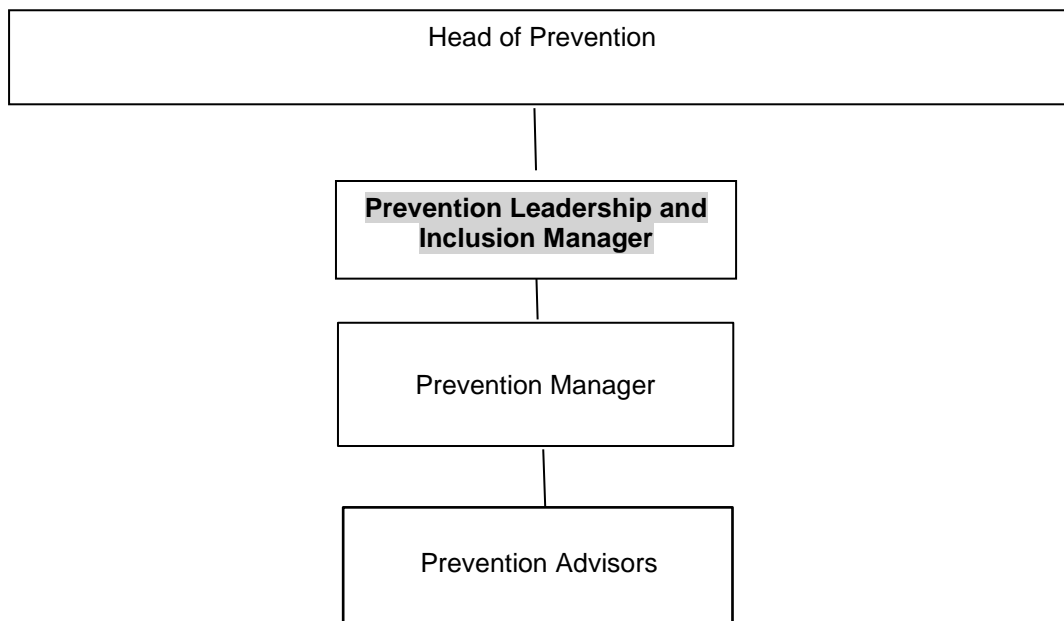 Head of Prevention
Prevention Leadership and
Inclusion Manager
Prevention Manager
Prevention Advisors